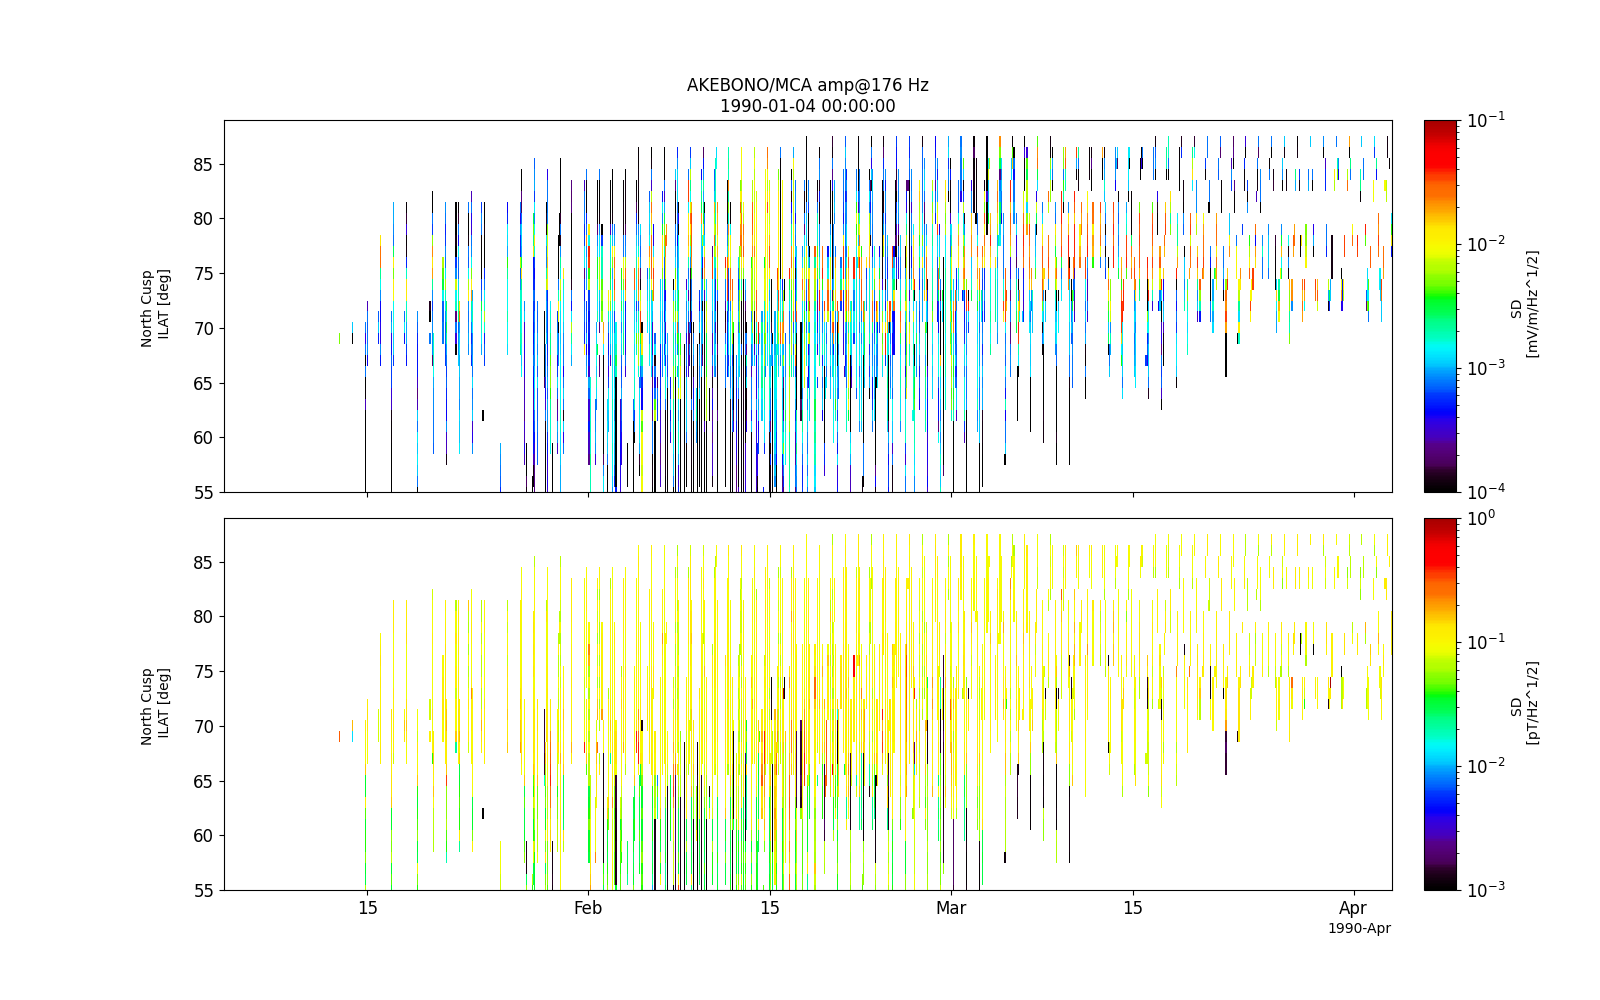 AKEBONO/MCA amp@176 Hz
1990-01-04 00:00:00
North Cusp
ILAT [deg]
85
80
75
70
65
60
55
10^-1
10^-2
10^-3
10^-4
SD
[mV/m/Hz^1/2]
North Cusp
ILAT [deg]
85
80
75
70
65
60
55
10^0
10^-1
10^-2
10^-3
SD
[pT/Hz^1/2]
15
Feb
15
Mar
15
Apr
1990-Apr